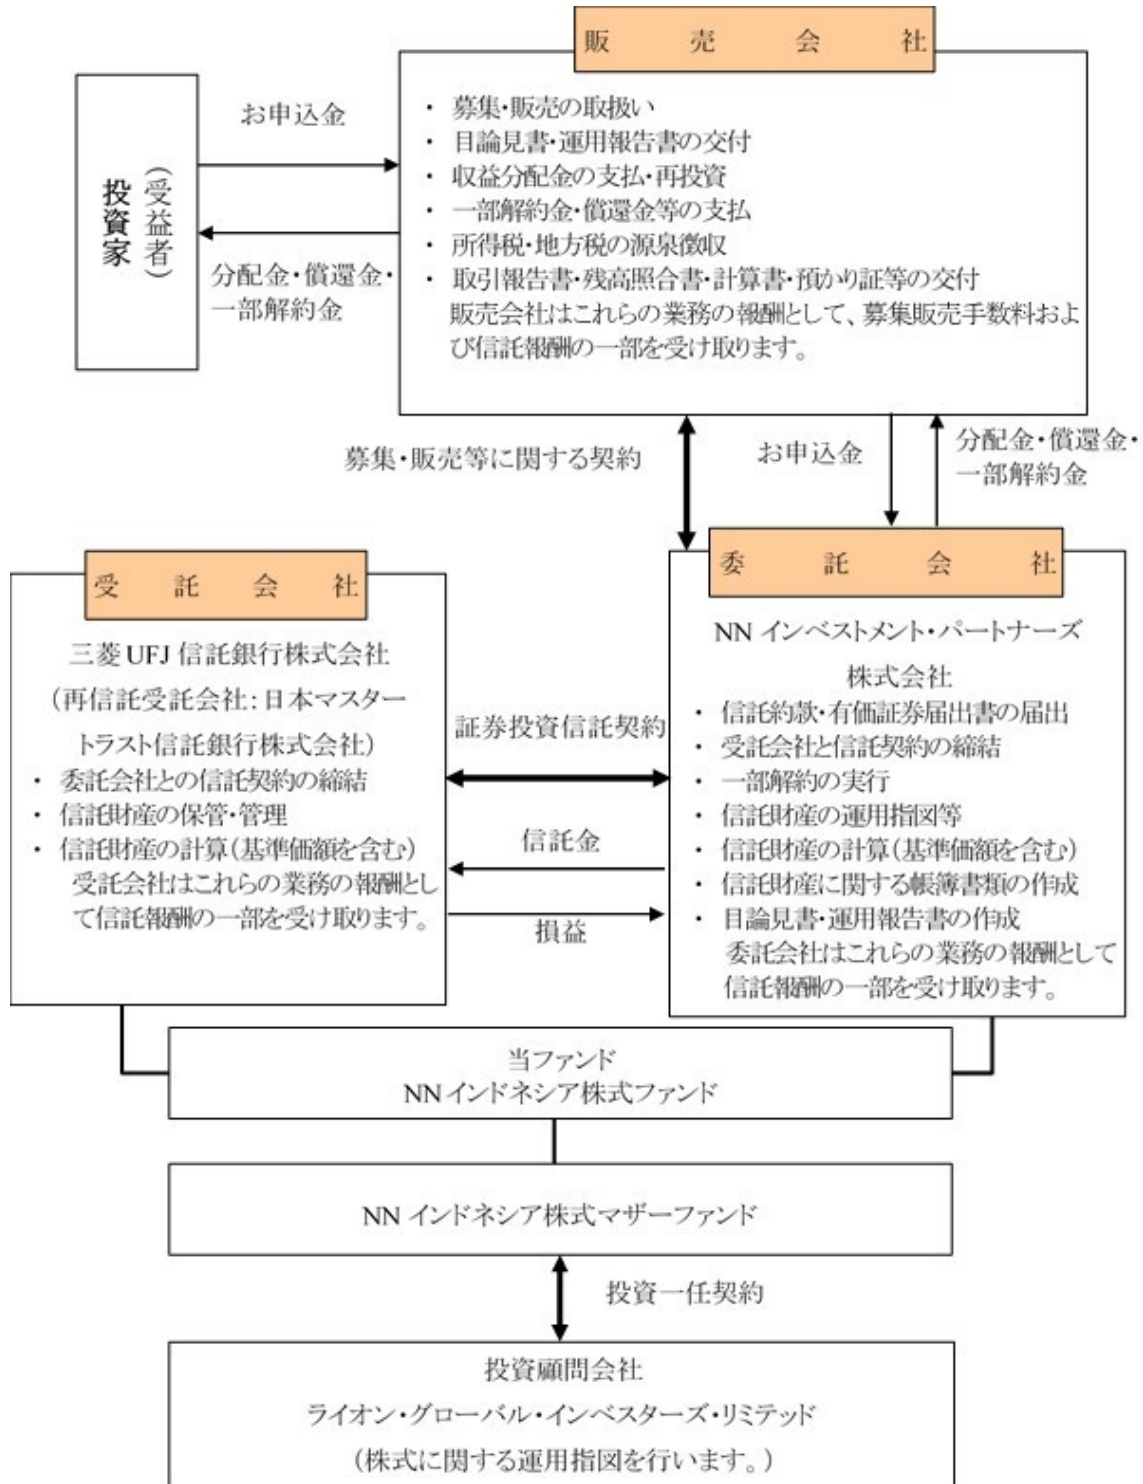 販売会社
お申込金
投資家
(受益者)
分配金・償還金・
一部解約金
・ 募集・販売の取扱い
・ 目論見書・運用報告書の交付
・ 収益分配金の支払・再投資
・ 一部解約金・償還金等の支払
・ 所得税・地方税の源泉徴収
・ 取引報告書・残高照合書・計算書・預かり証等の交付
販売会社はこれらの業務の報酬として、募集販売手数料およ
び信託報酬の一部を受け取ります。
募集・販売等に関する契約
お申込金
分配金・償還金・
一部解約金
受託会社
三菱UFJ信託銀行株式会社
(再信託受託会社:日本マスター
トラスト信託銀行株式会社)
・ 委託会社との信託契約の締結
・ 信託財産の保管・管理
・ 信託財産の計算(基準価額を含む)
受託会社はこれらの業務の報酬とし
て信託報酬の一部を受け取ります。
証券投資信託契約
信託金
損益
委託会社
NNインベストメント・パートナーズ
株式会社
・ 信託約款・有価証券届出書の届出
・ 受託会社と信託契約の締結
・ 一部解約の実行
・ 信託財産の運用指図等
・ 信託財産の計算(基準価額を含む)
・ 信託財産に関する帳簿書類の作成
・ 目論見書・運用報告書の作成
委託会社はこれらの業務の報酬として
信託報酬の一部を受け取ります。
当ファンド
NNインドネシア株式ファンド
NNインドネシア株式マザーファンド
投資一任契約
投資顧問会社
ライオン・グローバル・インベスターズ・リミテッド
(株式に関する運用指図を行います。)